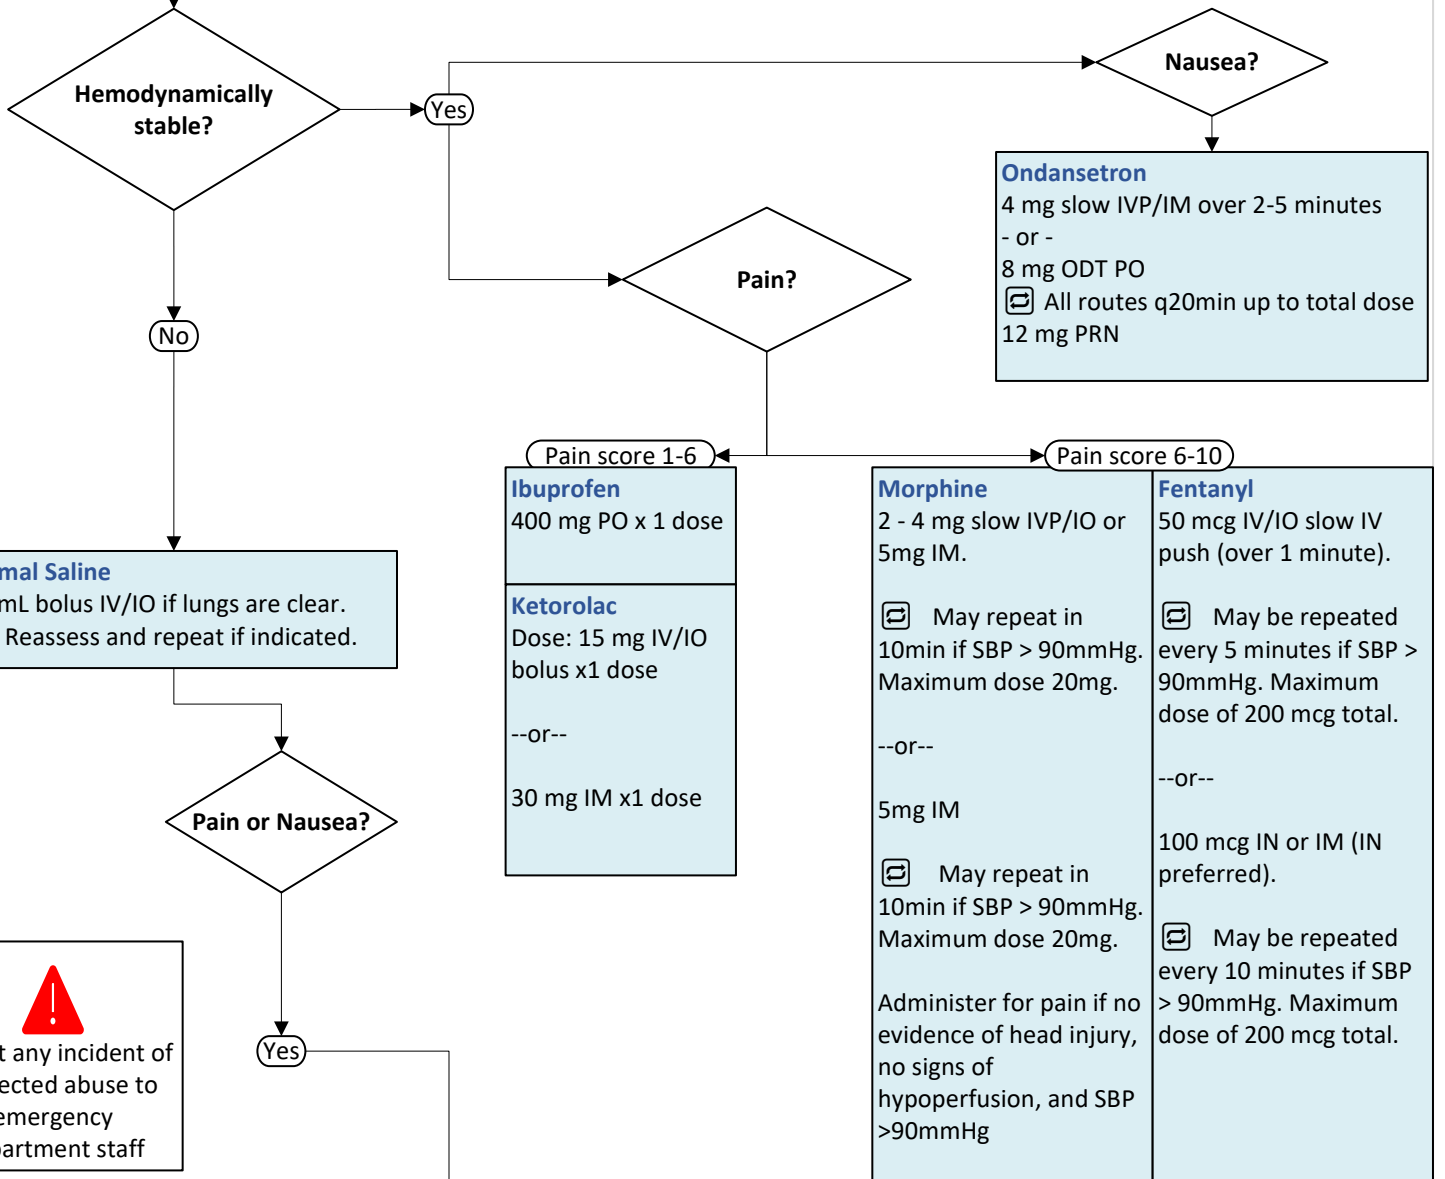 Hemodynamically
stable?
Yes
Nausea?
Ondansetron
4 mg slow IVP/IM over 2-5 minutes
- or -
8 mg ODT PO
All routes q20min up to total dose
12 mg PRN
Pain?
No
Pain score 1-6
Ibuprofen
400 mg PO x 1 dose
Ketorolac
Dose: 15 mg IV/IO
bolus x1 dose
--or--
30 mg IM x1 dose
Pain score 6-10
Morphine
2 - 4 mg slow IVP/IO or
5mg IM.
May repeat in
10min if SBP > 90mmHg.
Maximum dose 20mg.
--or--
5mg IM
May repeat in
10min if SBP > 90mmHg.
Maximum dose 20mg.
Administer for pain if no
evidence of head injury,
no signs of
hypoperfusion, and SBP
>90mmHg
Fentanyl
50 mcg IV/IO slow IV
push (over 1 minute).
May be repeated
every 5 minutes if SBP >
90mmHg. Maximum
dose of 200 mcg total.
--or--
100 mcg IN or IM (IN
preferred).
May be repeated
every 10 minutes if SBP
> 90mmHg. Maximum
dose of 200 mcg total.
Saline
mL bolus IV/IO if lungs are clear.
Reassess and repeat if indicated.
Pain or Nausea?
Yes
any incident of
abuse to
emergency
staff